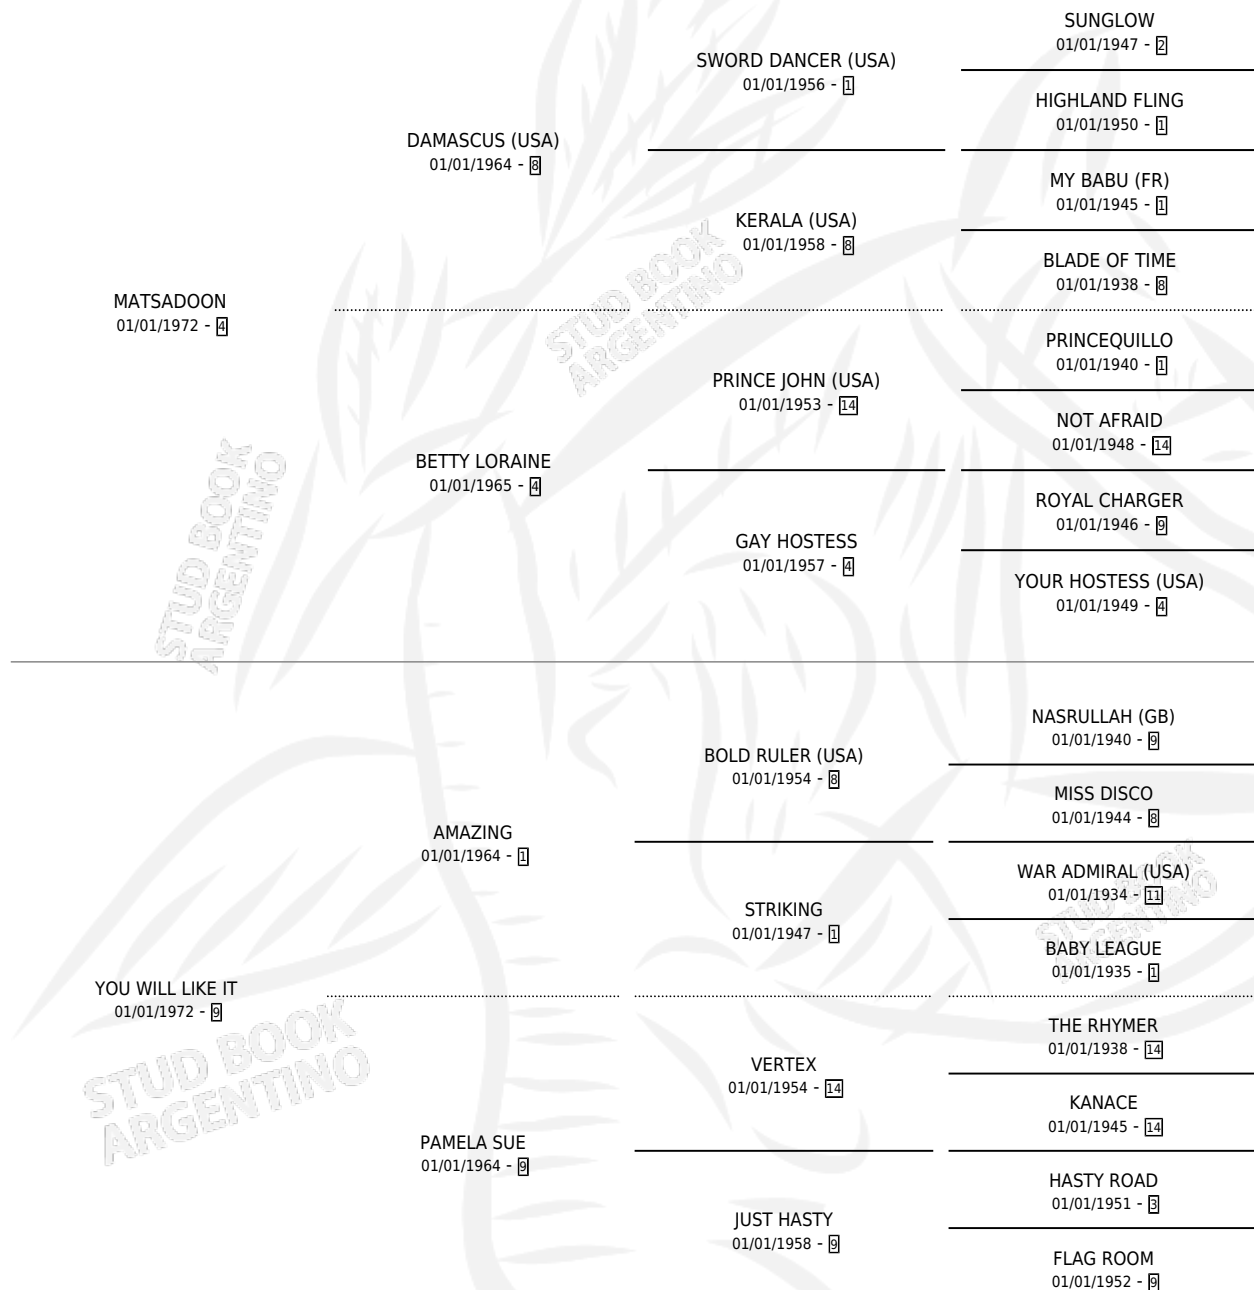 SUNGLOW
01/01/1947 - 2
SWORD DANCER (USA)
01/01/1956 - 1
HIGHLAND FLING
01/01/1950 - 1
DAMASCUS (USA)
01/01/1964 - 8
MY BABU (FR)
01/01/1945 - 1
KERALA (USA)
01/01/1958 - 8
BLADE OF TIME
01/01/1938 - 8
MATSADOON
01/01/1972 - 4
STUD BOOK
ARGENTINO
PRINCEQUILLO
01/01/1940 - 1
PRINCE JOHN (USA)
01/01/1953 - 14
NOT AFRAID
01/01/1948 - 14
BETTY LORAINE
01/01/1965 - 4
STUD BOOK
ARGENTINO
ROYAL CHARGER
01/01/1946 - 9
GAY HOSTESS
01/01/1957 - 4
YOUR HOSTESS (USA)
01/01/1949 - 4
NASRULLAH (GB)
01/01/1940 - 9
BOLD RULER (USA)
01/01/1954 - 8
MISS DISCO
01/01/1944 - 8
AMAZING
01/01/1964 - 1
WAR ADMIRAL (USA)
01/01/1934 - 11
STUD BOOK
ARGENTINO
STRIKING
01/01/1947 - 1
BABY LEAGUE
01/01/1935 - 1
YOU WILL LIKE IT
01/01/1972 - 9
STUD BOOK
ARGENTINO
THE RHYMER
01/01/1938 - 14
VERTEX
01/01/1954 - 14
KANACE
01/01/1945 - 14
PAMELA SUE
01/01/1964 - 9
HASTY ROAD
01/01/1951 - 3
JUST HASTY
01/01/1958 - 9
FLAG ROOM
01/01/1952 - 9